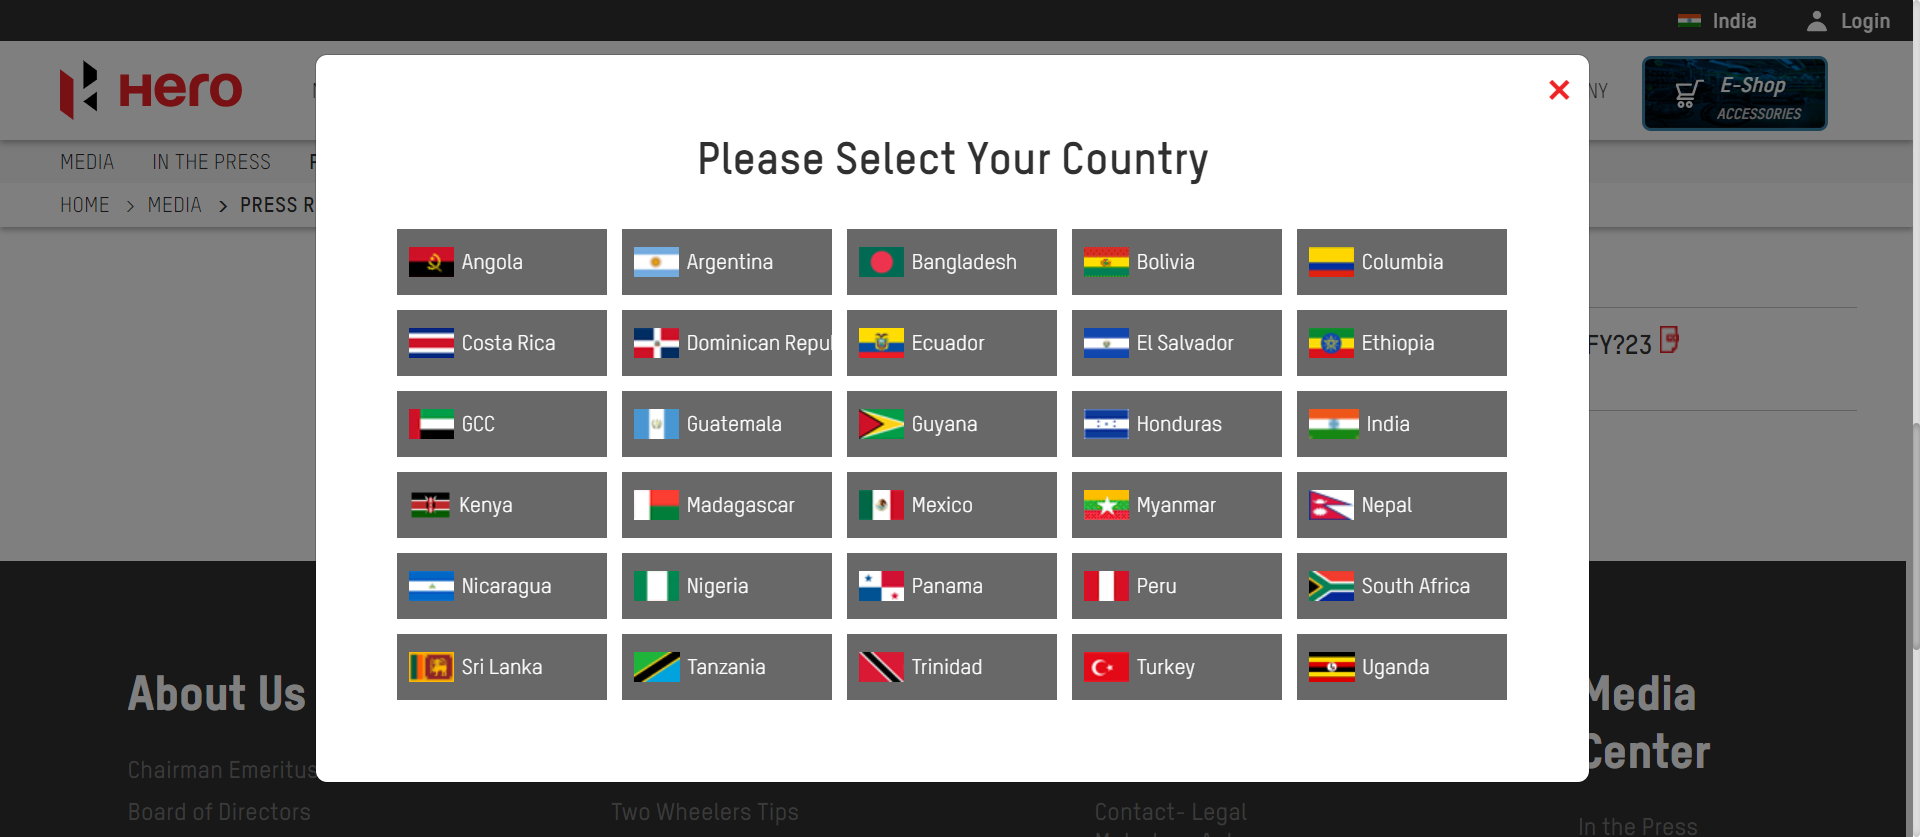 India Login
Hero
NY
E-Shop
ACCESSORIES
MEDIA IN THE PRESS
HOME > MEDIA > PRESS R
Please Select Your Country
Angola Argentina Bangladesh Bolivia Columbia
Costa Rica Dominican Repu Ecuador El Salvador Ethiopia
FY?23
GCC Guatemala Guyana Honduras India
Kenya Madagascar Mexico Myanmar Nepal
Nicaragua Nigeria Panama Peru South Africa
Sri Lanka Tanzania Trinidad Turkey Uganda
About Us
Media
Center
Chairman Emeritus
Board of Directors
Two Wheelers Tips
Contact- Legal
In the Press